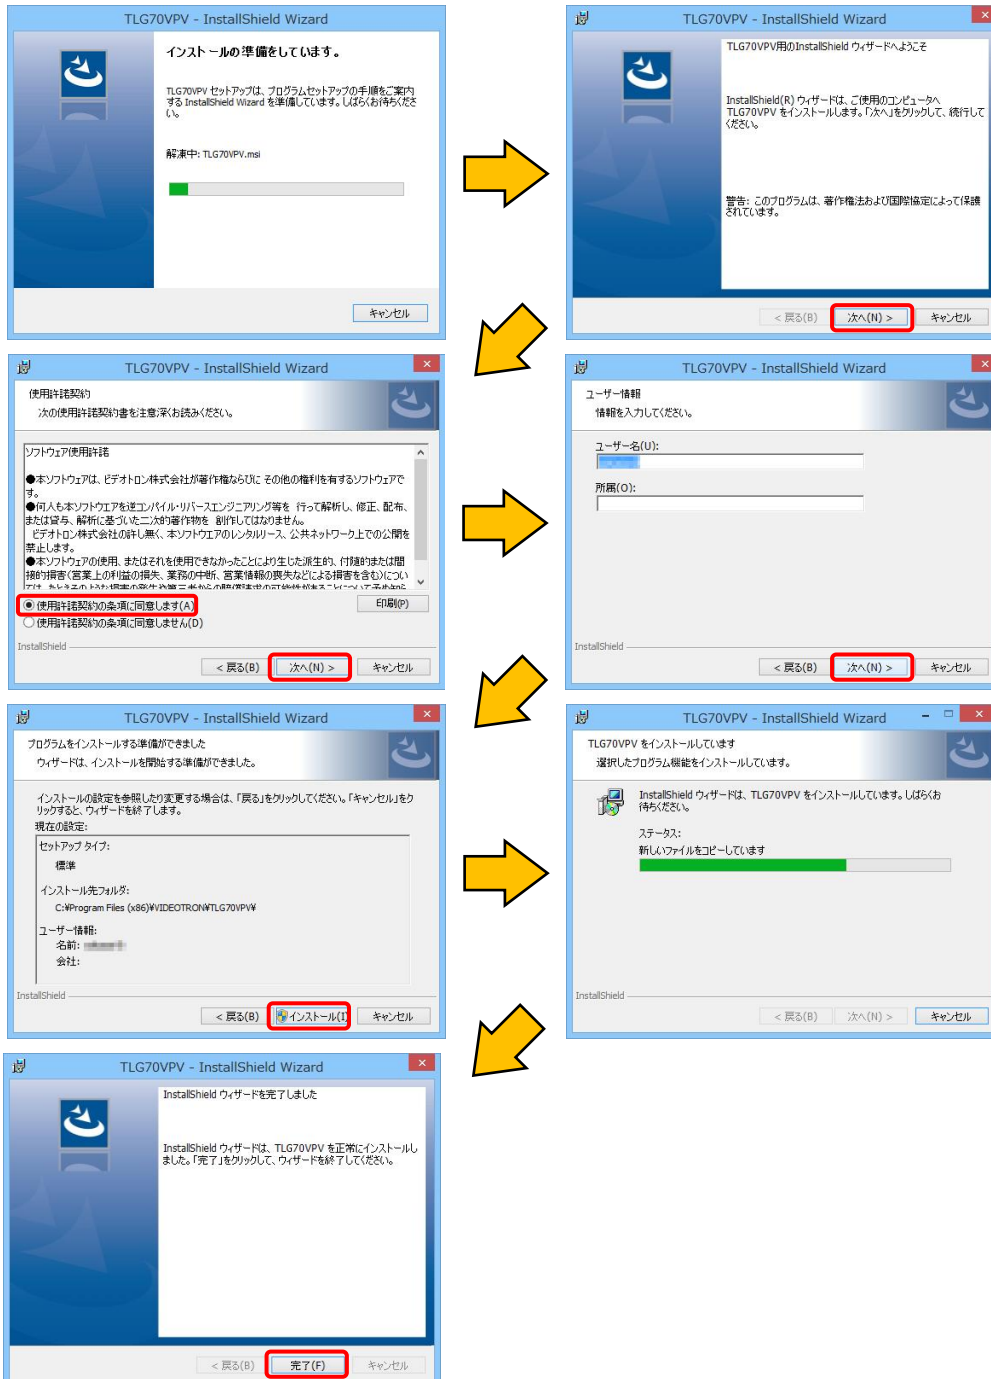 TLG70VPV - InstallShield Wizard
インストールの準備をしています。
TLG70VPV セットアップは、プログラムセットアップの手順をご案内
する InstallShield Wizard を準備しています。しばらくお待ちくださ
い。
解凍中: TLG70VPV.msi
キャンセル
TLG70VPV - InstallShield Wizard
TLG70VPV用のInstallShield ウィザードへようこそ
InstallShield(R) ウィザードは、ご使用のコンピュータへ
TLG70VPV をインストールします。「次へ」をクリックして、続行して
ください。
警告: このプログラムは、著作権法および国際協定によって保護
されています。
< 戻る(B)
次へ(N) >
キャンセル
TLG70VPV - InstallShield Wizard
使用許諾契約
次の使用許諾契約書を注意深くお読みください。
ソフトウェア使用許諾
●本ソフトウェアは、ビデオトロン株式会社が著作権ならびに その他の権利を有するソフトウェアで
す。
●何人も本ソフトウエアを逆コンパイル・リバースエンジニアリング等を 行って解析し、修正、配布、
または貸与、解析に基づいた二次的著作物を 創作してはなりません。
ビデオトロン株式会社の許し無く、本ソフトウェアのレンタルリース、公共ネットワーク上での公開を
禁止します。
●本ソフトウェアの使用、またはそれを使用できなかったことにより生じた派生的、付随的または間
接的損害(営業上の利益の損失、業務の中断、営業情報の喪失などによる損害を含む)につい
使用許諾契約の条項に同意します(A)
印刷(P)
使用許諾契約の条項に同意しません(D)
InstallShield
< 戻る(B)
次へ(N) >
キャンセル
TLG70VPV - InstallShield Wizard
ユーザー情報
情報を入力してください。
ユーザー名(U):
所属(O):
InstallShield
< 戻る(B)
次へ(N) >
キャンセル
TLG70VPV - InstallShield Wizard
プログラムをインストールする準備ができました
ウィザードは、インストールを開始する準備ができました。
インストールの設定を参照したり変更する場合は、「戻る」をクリックしてください。「キャンセル」をク
リックすると、ウィザードを終了します。
現在の設定:
セットアップ タイプ:
標準
インストール先フォルダ:
C:¥Program Files (x86)¥VIDEOTRON¥TLG70VPV¥
ユーザー情報:
名前:
会社:
InstallShield
< 戻る(B)
インストール(I)
キャンセル
TLG70VPV - InstallShield Wizard
TLG70VPV をインストールしています
選択したプログラム機能をインストールしています。
InstallShield ウィザードは、TLG70VPV をインストールしています。しばらくお
待ちください。
ステータス:
新しいファイルをコピーしています
InstallShield
< 戻る(B)
次へ(N) >
キャンセル
TLG70VPV - InstallShield Wizard
InstallShield ウィザードを完了しました
InstallShield ウィザードは、TLG70VPV を正常にインストールし
ました。「完了」をクリックして、ウィザードを終了してください。
< 戻る(B)
完了(F)
キャンセル